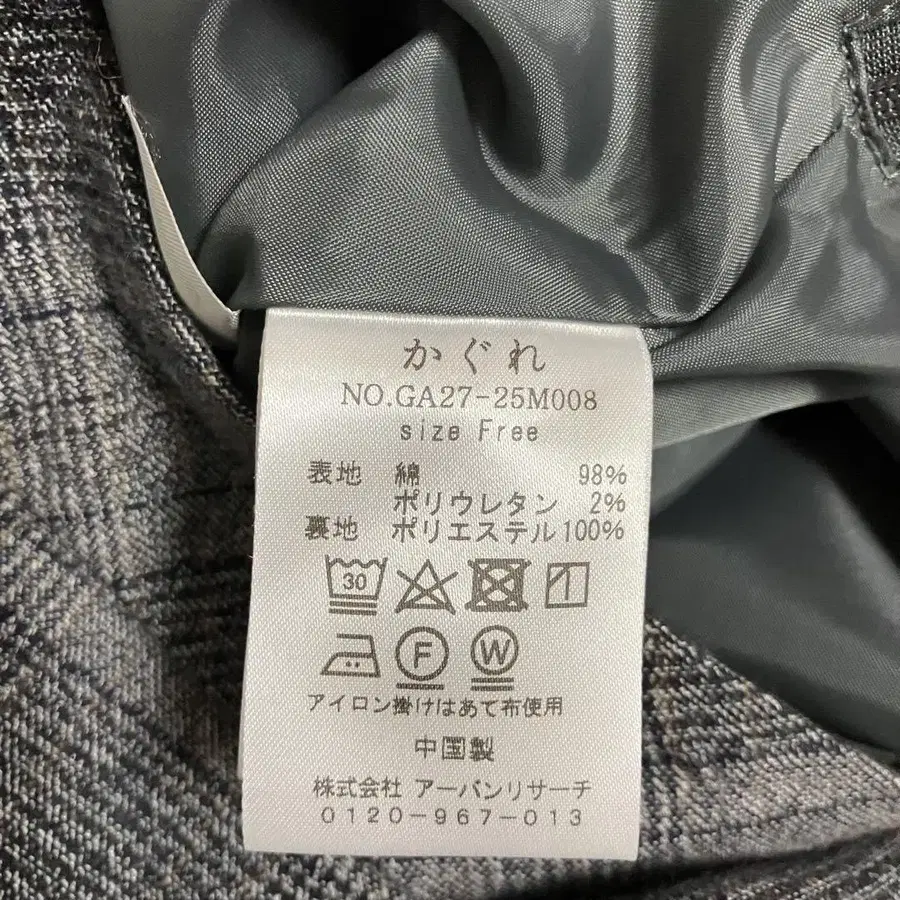 かぐれ
NO.GA27-25M008
size Free
表地 綿 98%
ポリウレタン 2%
裏地 ポリエステル 100%
30
F W
アイロン掛けはあて布使用
中国製
株式会社 アーバンリサーチ
0120-967-013